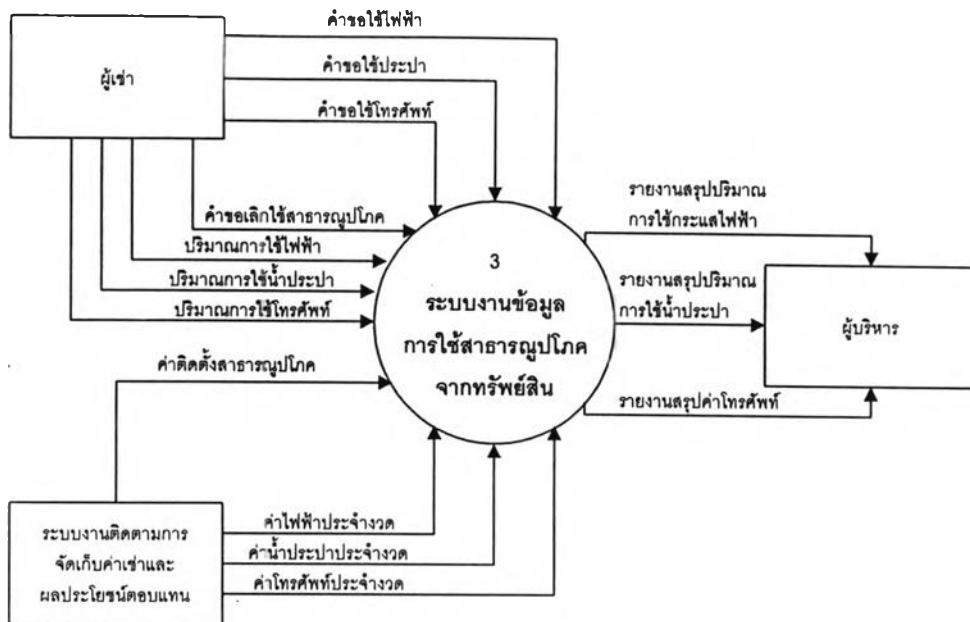 คำขอใช้ไฟฟ้า
ผู้เช่า
คำขอใช้ประปา
คำขอใช้โทรศัพท์
คำขอเลิกใช้สาธารณูปโภค
ปริมาณการใช้ไฟฟ้า
ปริมาณการใช้น้ำประปา
ปริมาณการใช้โทรศัพท์
ค่าติดตั้งสาธารณูปโภค
3
ระบบงานข้อมูล
การใช้สาธารณูปโภค
จากทรัพย์สิน
รายงานสรุปปริมาณ
การใช้กระแสไฟฟ้า
รายงานสรุปปริมาณ
การใช้น้ำประปา
รายงานสรุปค่าโทรศัพท์
ผู้บริหาร
ระบบงานติดตามการ
จัดเก็บค่าเช่าและ
ผลประโยชน์ตอบแทน
ค่าไฟฟ้าประจำงวด
ค่าน้ำประปาประจำงวด
ค่าโทรศัพท์ประจำงวด